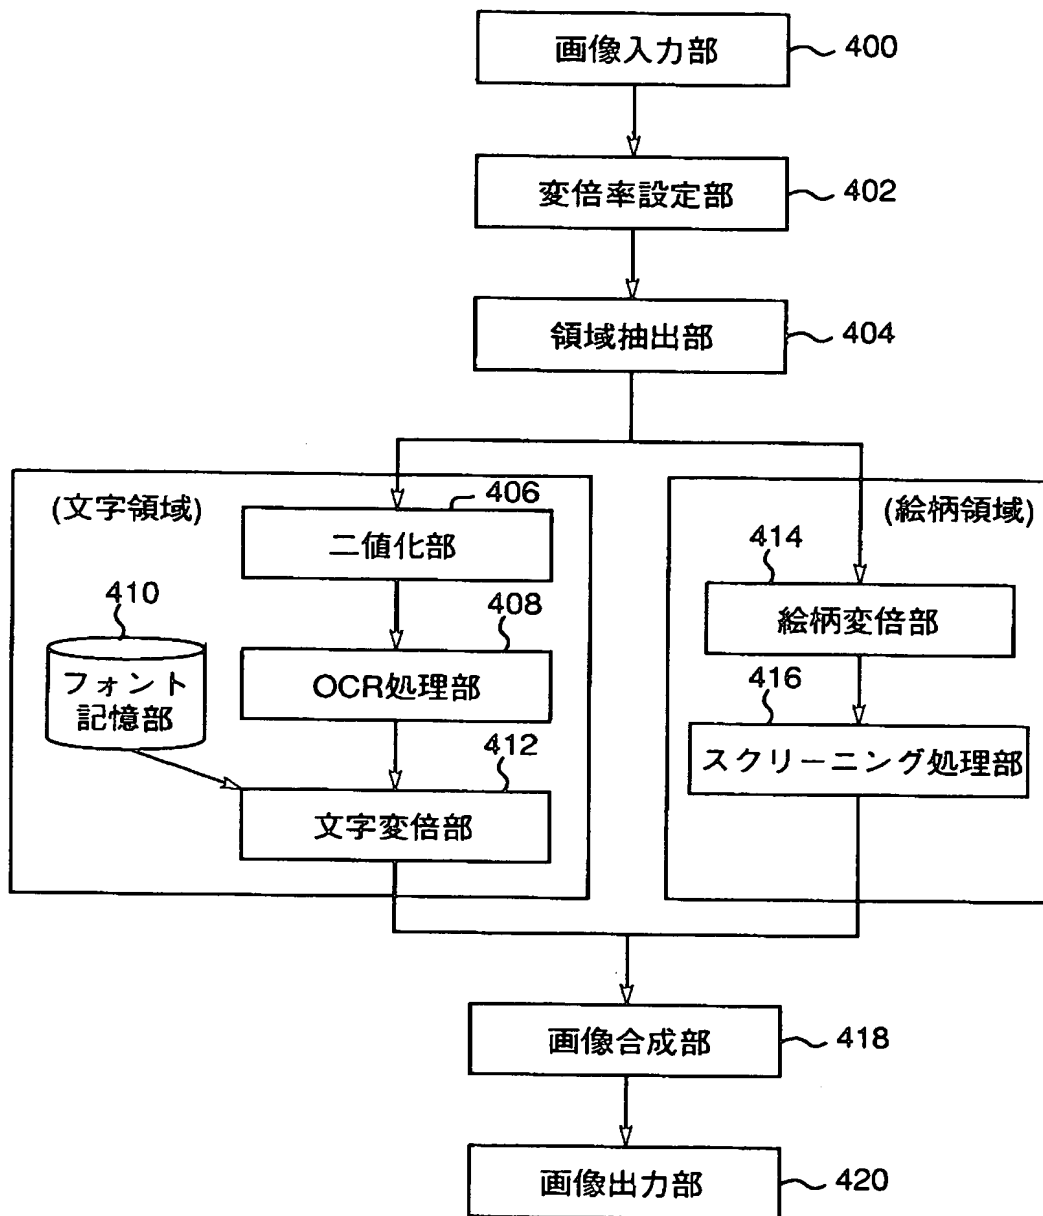 画像入力部
400
変倍率設定部
402
領域抽出部
404
(文字領域)
406
二値化部
410
フォント
記憶部
408
OCR処理部
412
文字変倍部
(絵柄領域)
414
絵柄変倍部
416
スクリーニング処理部
画像合成部
418
画像出力部
420